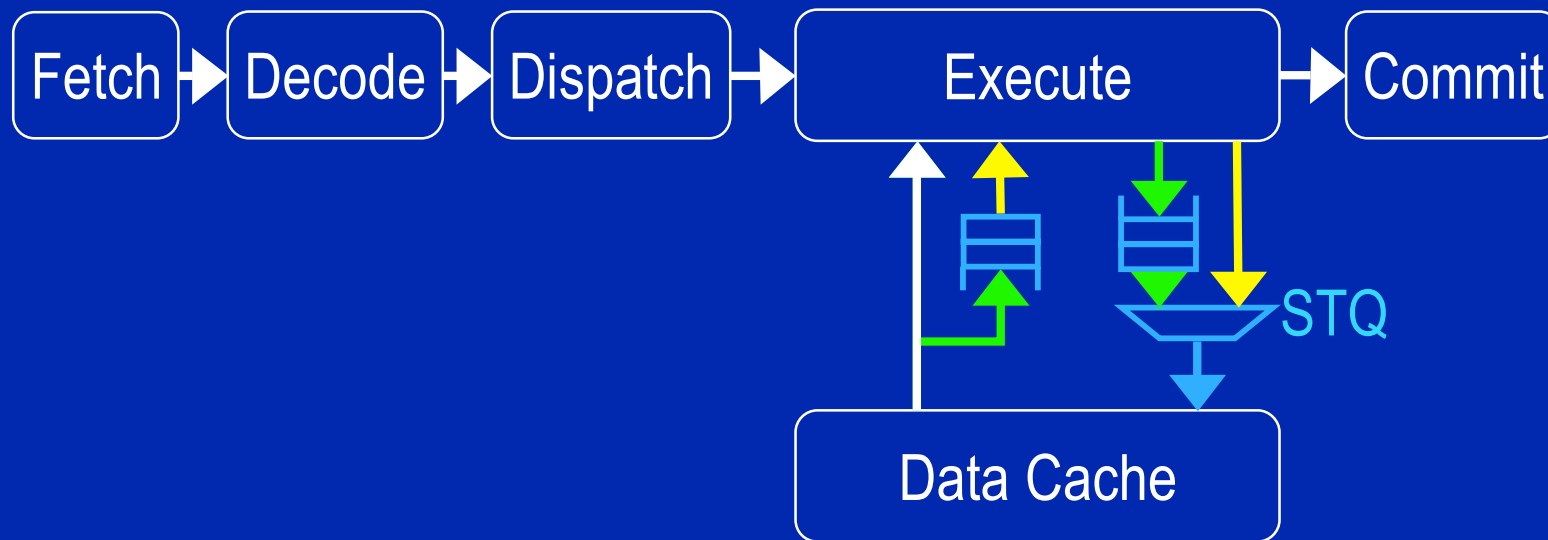 Fetch
Decode
Dispatch
Execute
Commit
STQ
Data Cache